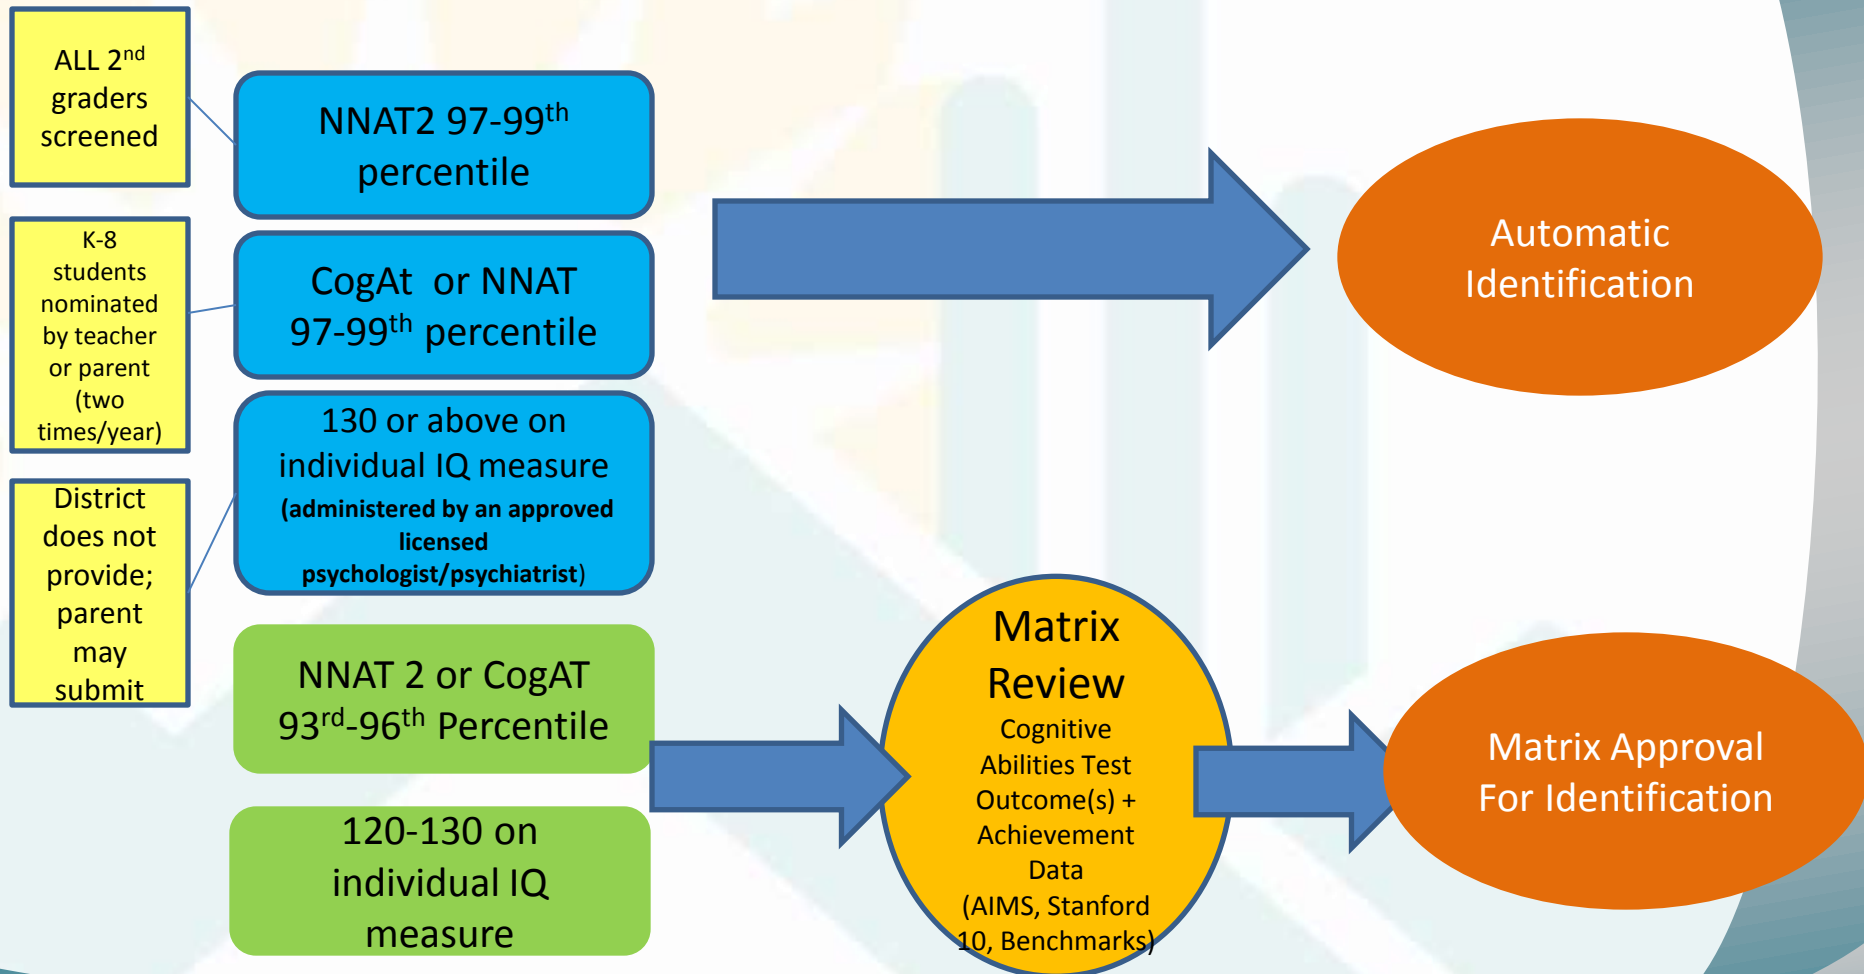 ALL 2nd
graders
screened
NNAT2 97-99th
percentile
K-8
students
nominated
by teacher
or parent
(two
times/year)
CogAt or NNAT
97-99th percentile
District
does not
provide;
parent
may
submit
130 or above on
individual IQ measure
(administered by an approved
licensed
psychologist/psychiatrist)
Automatic
Identification
NNAT 2 or CogAT
93rd-96th Percentile
120-130 on
individual IQ
measure
Matrix
Review
Cognitive
Abilities Test
Outcome(s) +
Achievement
Data
(AIMS, Stanford
10, Benchmarks)
Matrix Approval
For Identification